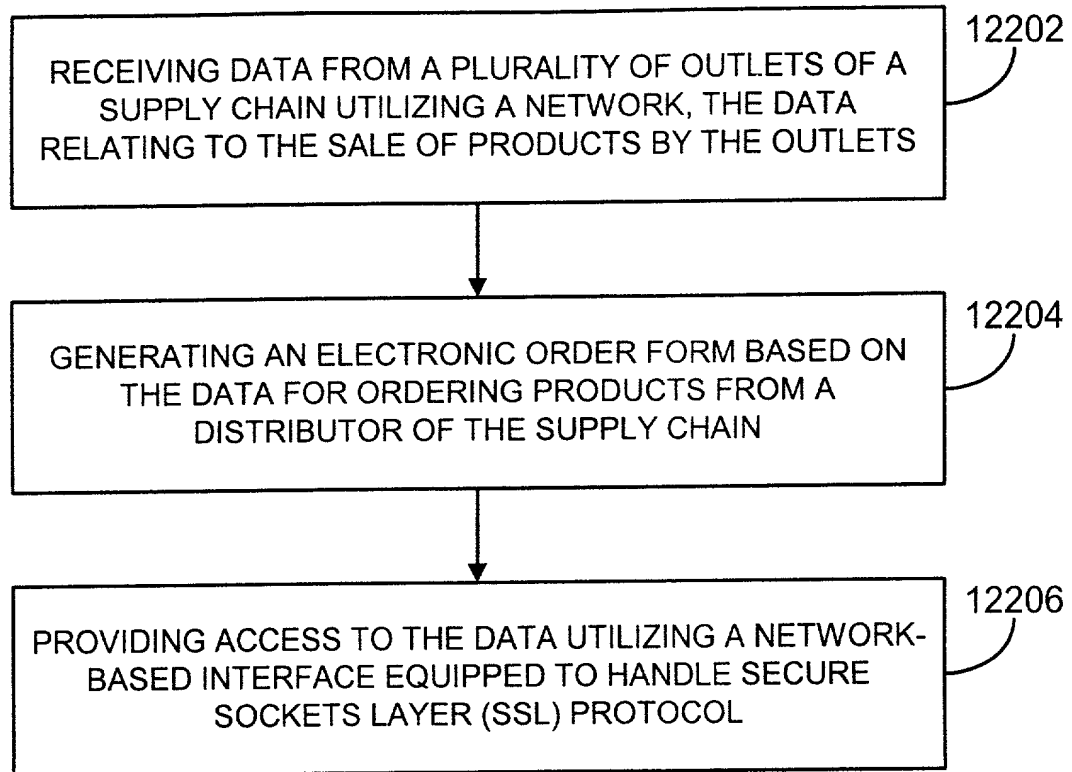 12202
RECEIVING DATA FROM A PLURALITY OF OUTLETS OF A
SUPPLY CHAIN UTILIZING A NETWORK, THE DATA
RELATING TO THE SALE OF PRODUCTS BY THE OUTLETS
12204
GENERATING AN ELECTRONIC ORDER FORM BASED ON
THE DATA FOR ORDERING PRODUCTS FROM A
DISTRIBUTOR OF THE SUPPLY CHAIN
12206
PROVIDING ACCESS TO THE DATA UTILIZING A NETWORK-
BASED INTERFACE EQUIPPED TO HANDLE SECURE
SOCKETS LAYER (SSL) PROTOCOL